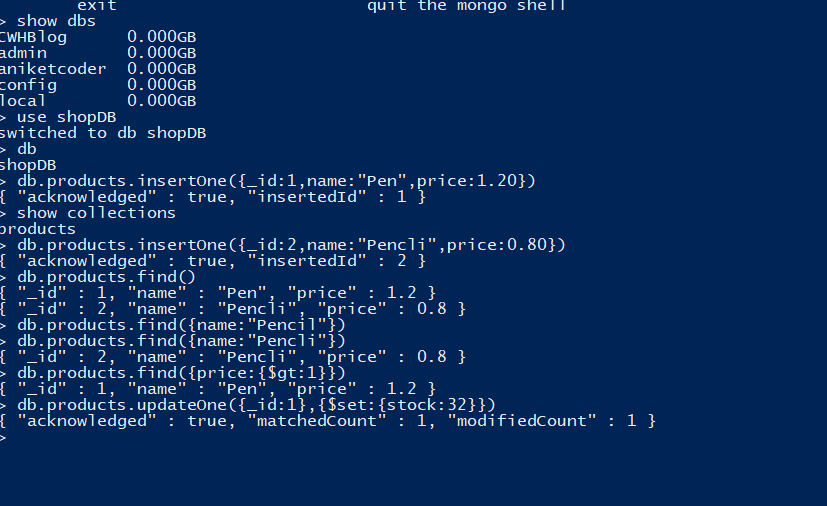 exit quit the mongo shell
> show dbs
CWHBlog 0.000GB
admin 0.000GB
aniketcoder 0.000GB
config 0.000GB
local 0.000GB
> use shopDB
switched to db shopDB
> db
shopDB
> db.products.insertOne({_id:1,name:"Pen",price:1.20})
{ "acknowledged" : true, "insertedId" : 1 }
> show collections
products
> db.products.insertOne({_id:2,name:"Pencli",price:0.80})
{ "acknowledged" : true, "insertedId" : 2 }
> db.products.find()
{ "_id" : 1, "name" : "Pen", "price" : 1.2 }
{ "_id" : 2, "name" : "Pencli", "price" : 0.8 }
> db.products.find({name:"Pencil"})
> db.products.find({name:"Pencli"})
{ "_id" : 2, "name" : "Pencli", "price" : 0.8 }
> db.products.find({price:{$gt:1}})
{ "_id" : 1, "name" : "Pen", "price" : 1.2 }
> db.products.updateOne({_id:1},{$set:{stock:32}})
{ "acknowledged" : true, "matchedCount" : 1, "modifiedCount" : 1 }
>